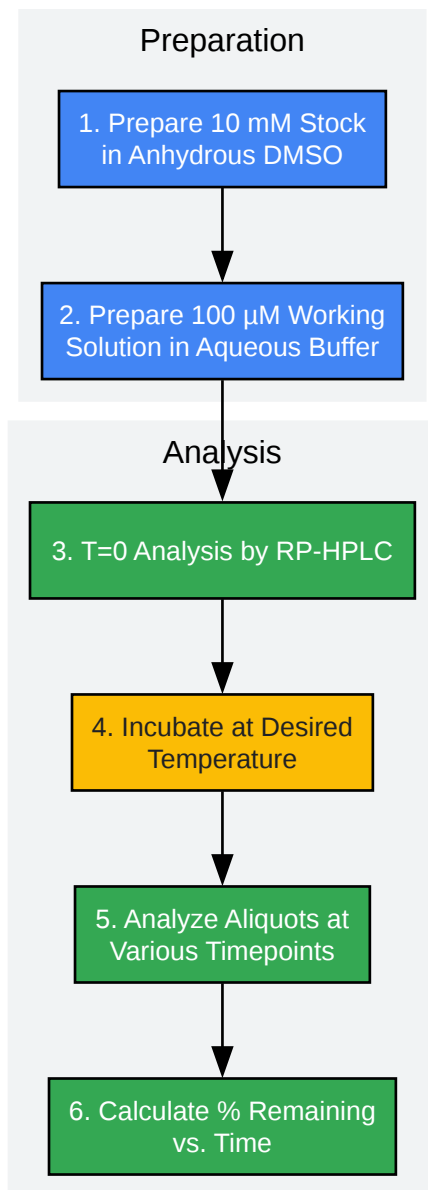 Preparation
1. Prepare 10 mM Stock
in Anhydrous DMSO
2. Prepare 100 µM Working
Solution in Aqueous Buffer
Analysis
3. T=0 Analysis by RP-HPLC
4. Incubate at Desired
Temperature
5. Analyze Aliquots at
Various Timepoints
6. Calculate % Remaining
vs. Time